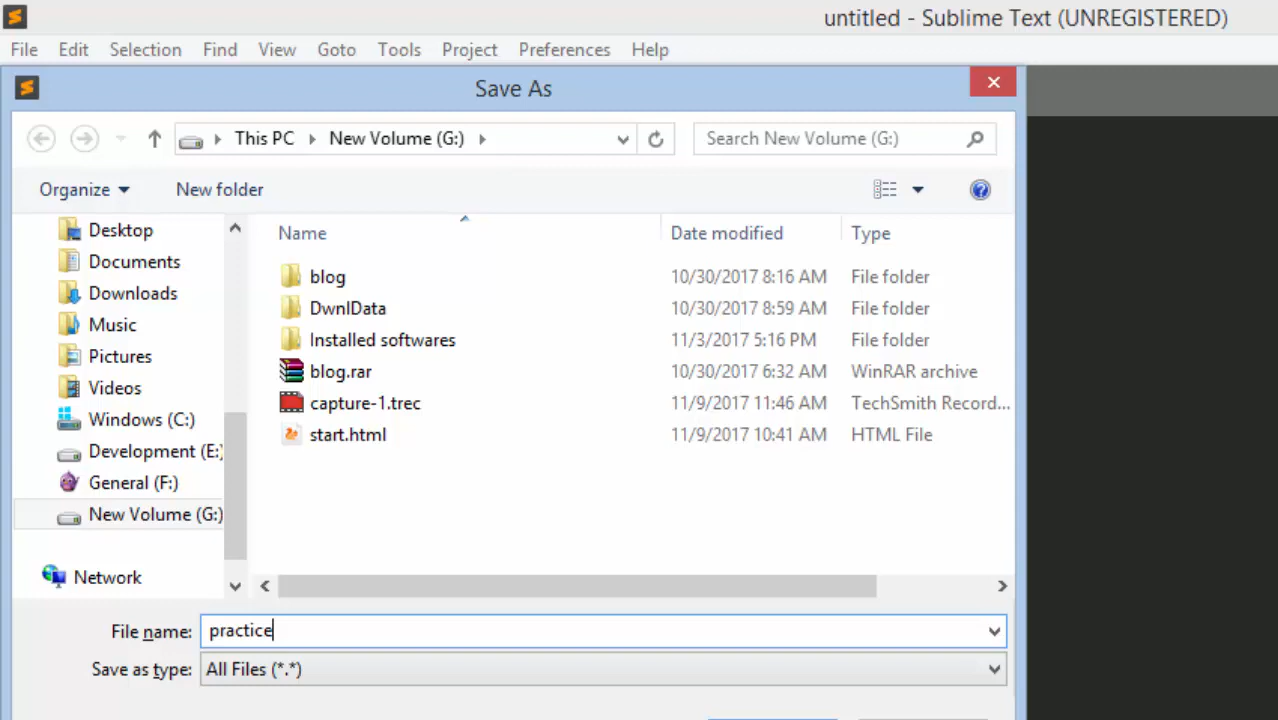 untitled - Sublime Text (UNREGISTERED)
File Edit Selection Find View Goto Tools Project Preferences Help
Save As
This PC New Volume (G:) Search New Volume (G:)
Organize New folder
Name Date modified Type
Desktop
Documents
Downloads
Music
Pictures
Videos
Windows (C:)
Development (E:)
General (F:)
New Volume (G:)
Network
blog 10/30/2017 8:16 AM File folder
DwnlData 10/30/2017 8:59 AM File folder
Installed softwares 11/3/2017 5:16 PM File folder
blog.rar 10/30/2017 6:32 AM WinRAR archive
capture-1.trec 11/9/2017 11:46 AM TechSmith Record...
start.html 11/9/2017 10:41 AM HTML File
File name: practice
Save as type: All Files (*.*)